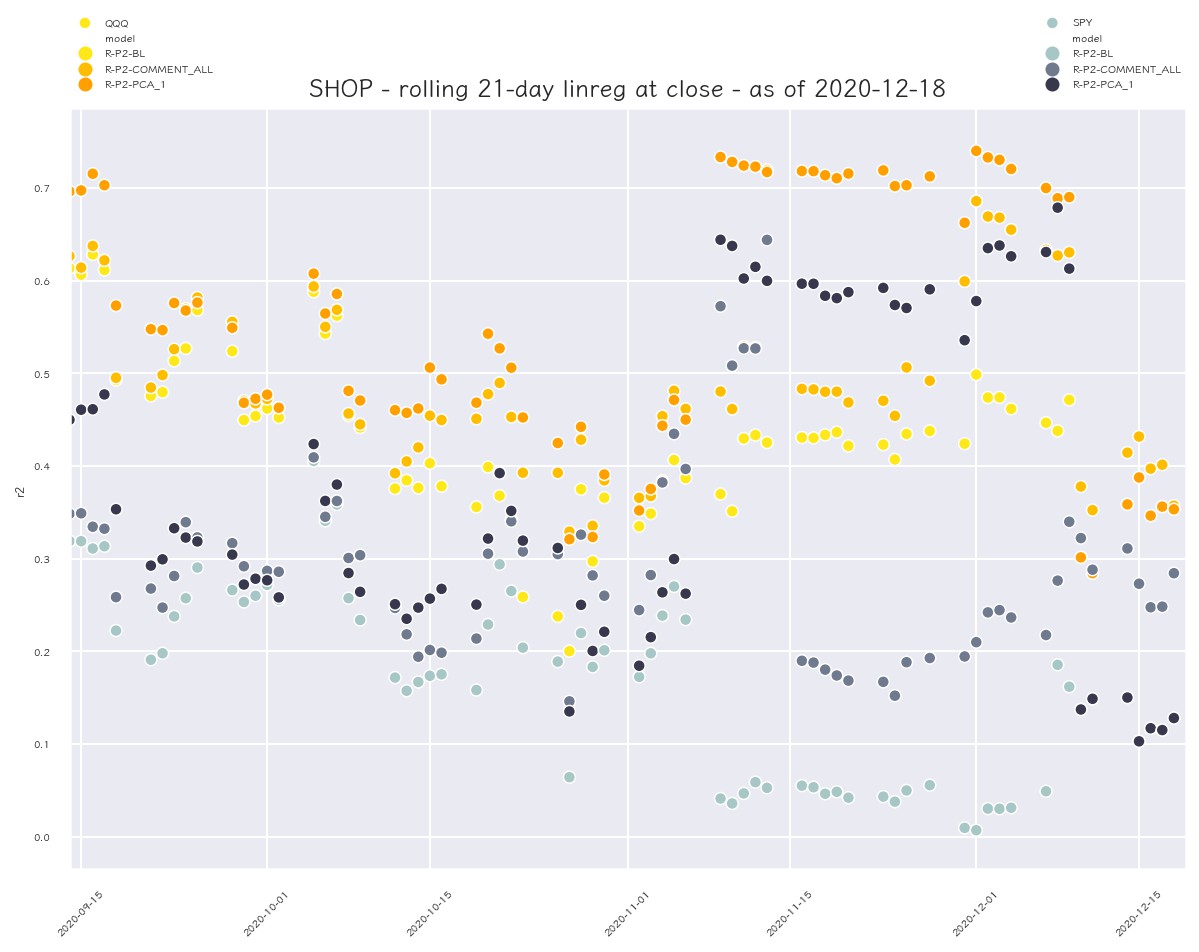 QQQ
model
R-P2-BL
R-P2-COMMENT_ALL
R-P2-PCA_1
SPY
model
R-P2-BL
R-P2-COMMENT_ALL
R-P2-PCA_1
SHOP - rolling 21-day linreg at close - as of 2020-12-18
0.7
0.6
0.5
0.4
0.3
0.2
0.1
0.0
r2
2020-09-15
2020-10-01
2020-10-15
2020-11-01
2020-11-15
2020-12-01
2020-12-15